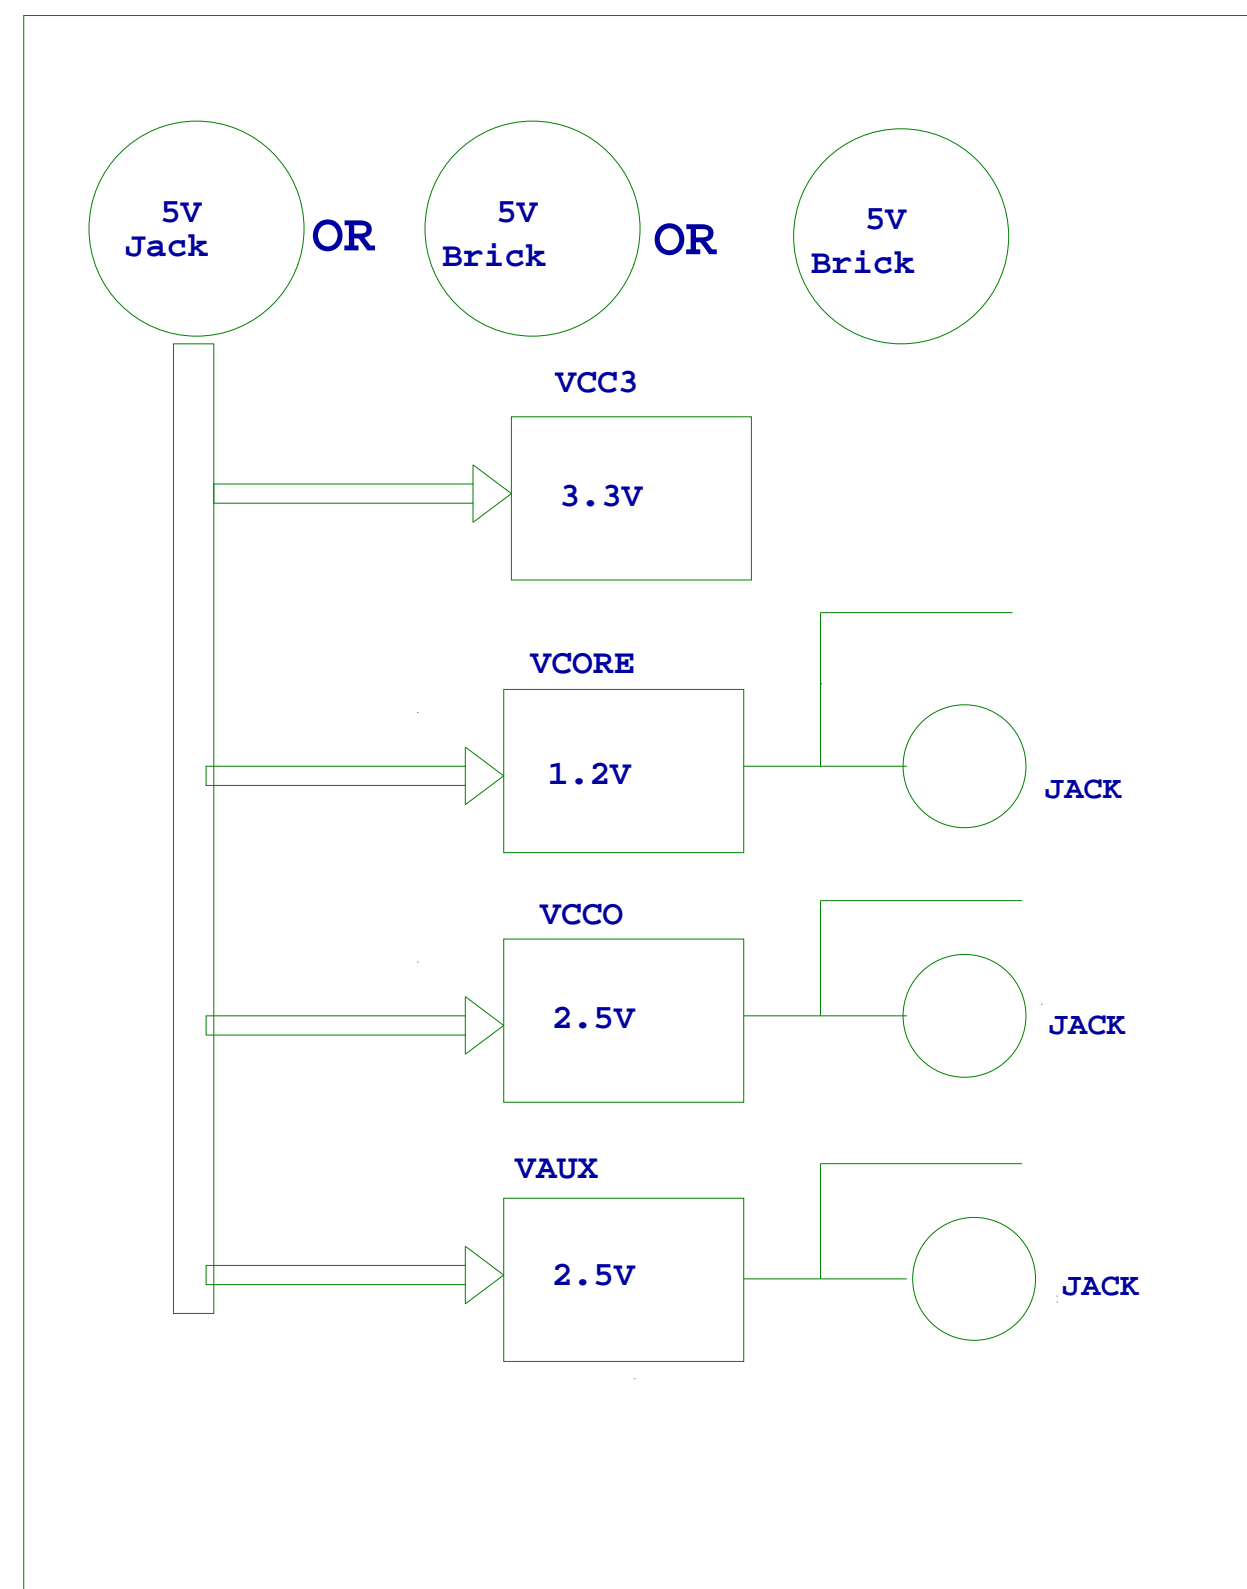 5V
Jack
OR
5V
Brick
OR
5V
Brick
VCC3
3.3V
VCORE
1.2V
JACK
VCCO
2.5V
JACK
VAUX
2.5V
JACK